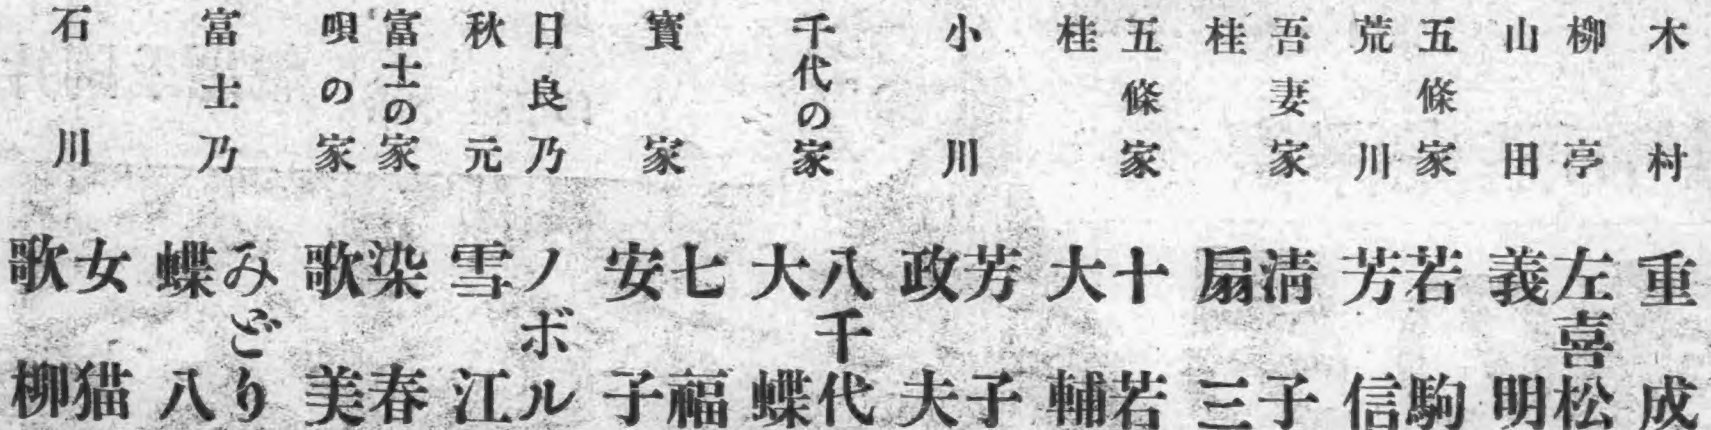 木村 重成
柳亭 左喜松
山田 義明
五條家 若駒
荒川 芳信
吾妻家 清子
桂 扇三
五條家 十若
桂 大輔
小川 芳子
政夫
千代の家 八千代
大蝶
寳家 七福
安子
日良乃 ノボル
秋元 雪江
富士の家 染春
唄の家 歌美
富士乃 みどり
蝶八
石川 女猫
歌柳